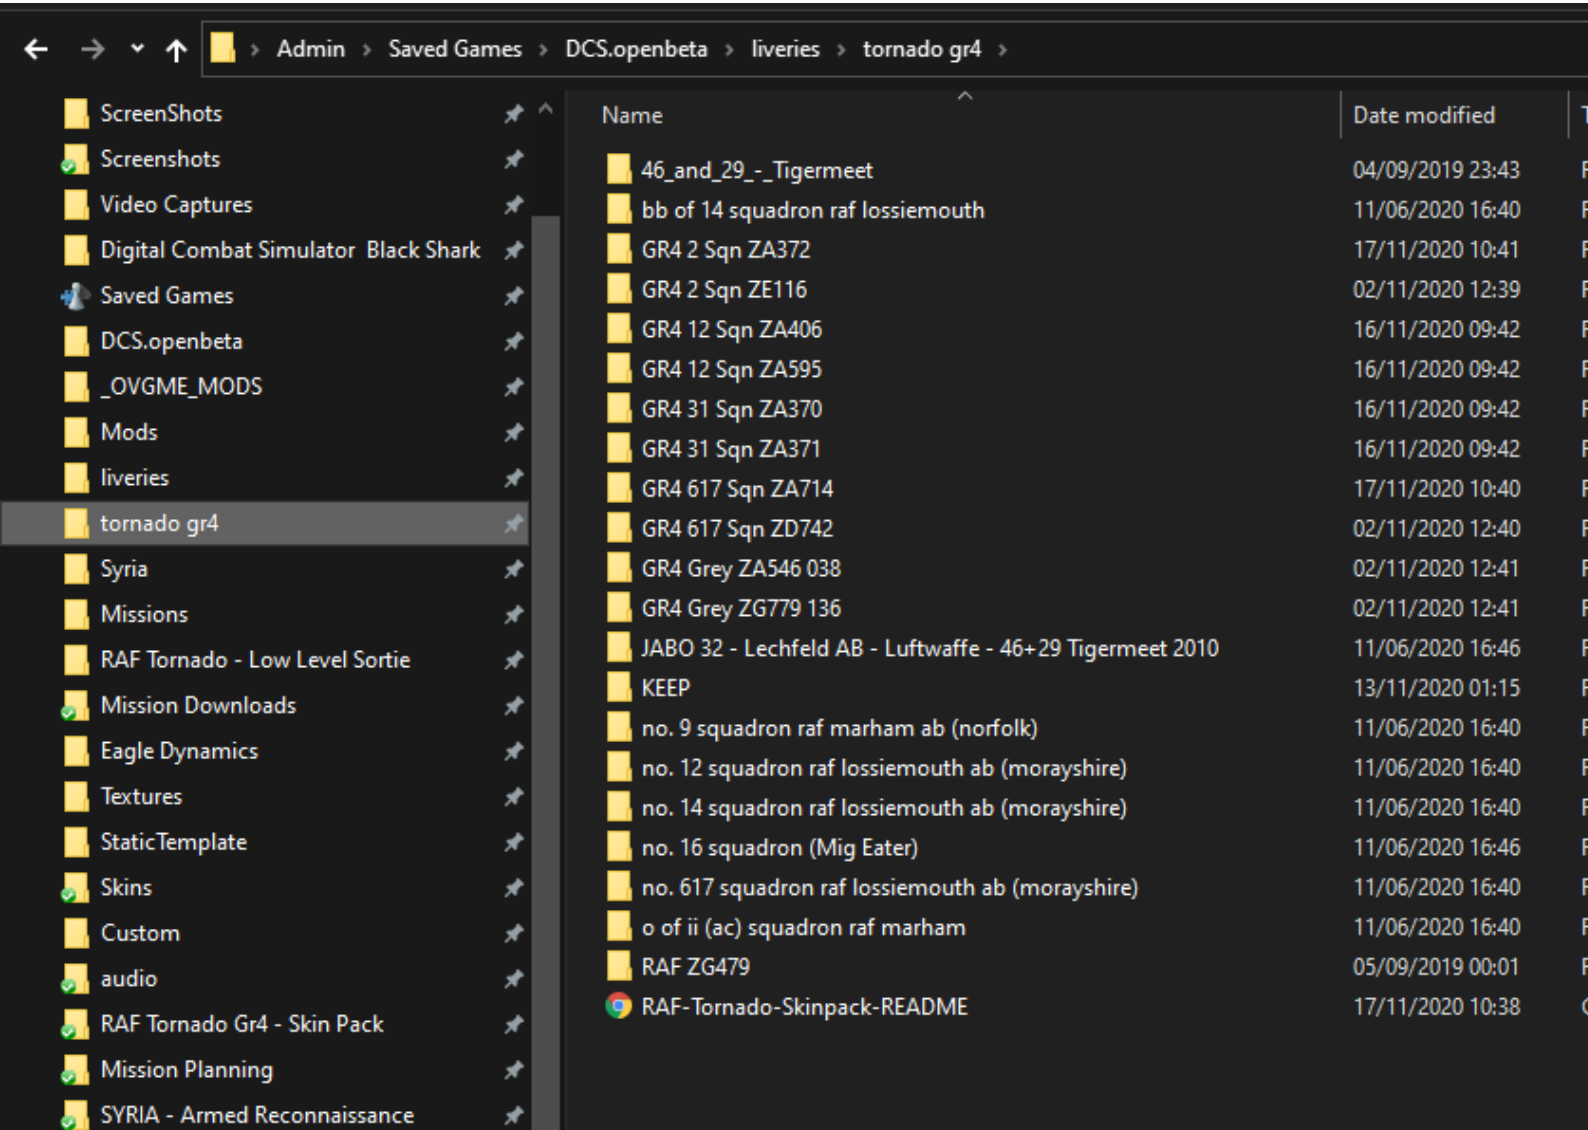 Admin > Saved Games > DCS.openbeta > liveries > tornado gr4 >
ScreenShots
Screenshots
Video Captures
Digital Combat Simulator Black Shark
Saved Games
DCS.openbeta
_OVGME_MODS
Mods
liveries
tornado gr4
Syria
Missions
RAF Tornado - Low Level Sortie
Mission Downloads
Eagle Dynamics
Textures
StaticTemplate
Skins
Custom
audio
RAF Tornado Gr4 - Skin Pack
Mission Planning
SYRIA - Armed Reconnaissance
Name Date modified
46_and_29_-_Tigermeet 04/09/2019 23:43
bb of 14 squadron raf lossiemouth 11/06/2020 16:40
GR4 2 Sqn ZA372 17/11/2020 10:41
GR4 2 Sqn ZE116 02/11/2020 12:39
GR4 12 Sqn ZA406 16/11/2020 09:42
GR4 12 Sqn ZA595 16/11/2020 09:42
GR4 31 Sqn ZA370 16/11/2020 09:42
GR4 31 Sqn ZA371 16/11/2020 09:42
GR4 617 Sqn ZA714 17/11/2020 10:40
GR4 617 Sqn ZD742 02/11/2020 12:40
GR4 Grey ZA546 038 02/11/2020 12:41
GR4 Grey ZG779 136 02/11/2020 12:41
JABO 32 - Lechfeld AB - Luftwaffe - 46+29 Tigermeet 2010 11/06/2020 16:46
KEEP 13/11/2020 01:15
no. 9 squadron raf marham ab (norfolk) 11/06/2020 16:40
no. 12 squadron raf lossiemouth ab (morayshire) 11/06/2020 16:40
no. 14 squadron raf lossiemouth ab (morayshire) 11/06/2020 16:40
no. 16 squadron (Mig Eater) 11/06/2020 16:46
no. 617 squadron raf lossiemouth ab (morayshire) 11/06/2020 16:40
o of ii (ac) squadron raf marham 11/06/2020 16:40
RAF ZG479 05/09/2019 00:01
RAF-Tornado-Skinpack-README 17/11/2020 10:38